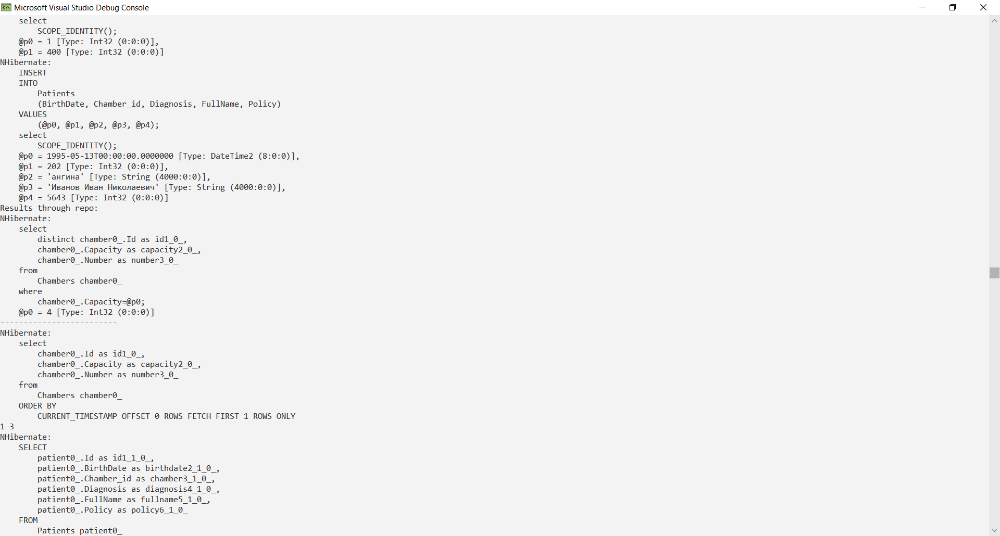 Microsoft Visual Studio Debug Console
    select
        SCOPE_IDENTITY();
    @p0 = 1 [Type: Int32 (0:0:0)],
    @p1 = 400 [Type: Int32 (0:0:0)]
NHibernate:
    INSERT
    INTO
        Patients
        (BirthDate, Chamber_id, Diagnosis, FullName, Policy)
    VALUES
        (@p0, @p1, @p2, @p3, @p4);
    select
        SCOPE_IDENTITY();
    @p0 = 1995-05-13T00:00:00.0000000 [Type: DateTime2 (8:0:0)],
    @p1 = 202 [Type: Int32 (0:0:0)],
    @p2 = 'ангина' [Type: String (4000:0:0)],
    @p3 = 'Иванов Иван Николаевич' [Type: String (4000:0:0)],
    @p4 = 5643 [Type: Int32 (0:0:0)]
Results through repo:
NHibernate:
    select
        distinct chamber0_.Id as id1_0_,
        chamber0_.Capacity as capacity2_0_,
        chamber0_.Number as number3_0_
    from
        Chambers chamber0_
    where
        chamber0_.Capacity=@p0;
    @p0 = 4 [Type: Int32 (0:0:0)]
-------------------------
NHibernate:
    select
        chamber0_.Id as id1_0_,
        chamber0_.Capacity as capacity2_0_,
        chamber0_.Number as number3_0_
    from
        Chambers chamber0_
    ORDER BY
        CURRENT_TIMESTAMP OFFSET 0 ROWS FETCH FIRST 1 ROWS ONLY
1 3
NHibernate:
    SELECT
        patient0_.Id as id1_1_0_,
        patient0_.BirthDate as birthdate2_1_0_,
        patient0_.Chamber_id as chamber3_1_0_,
        patient0_.Diagnosis as diagnosis4_1_0_,
        patient0_.FullName as fullname5_1_0_,
        patient0_.Policy as policy6_1_0_
    FROM
        Patients patient0_